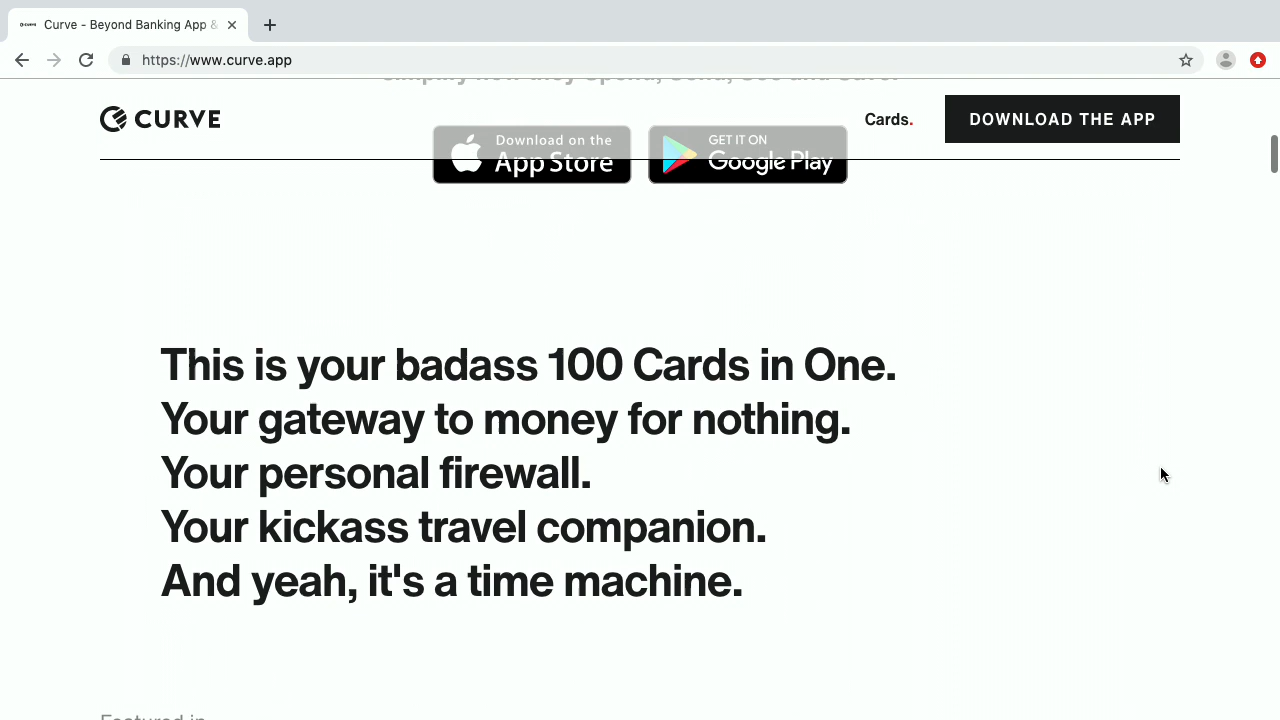 Curve - Beyond Banking App &
https://www.curve.app
CURVE
Cards.
DOWNLOAD THE APP
Download on the
App Store
GET IT ON
Google Play
This is your badass 100 Cards in One.
Your gateway to money for nothing.
Your personal firewall.
Your kickass travel companion.
And yeah, it's a time machine.
Featured in